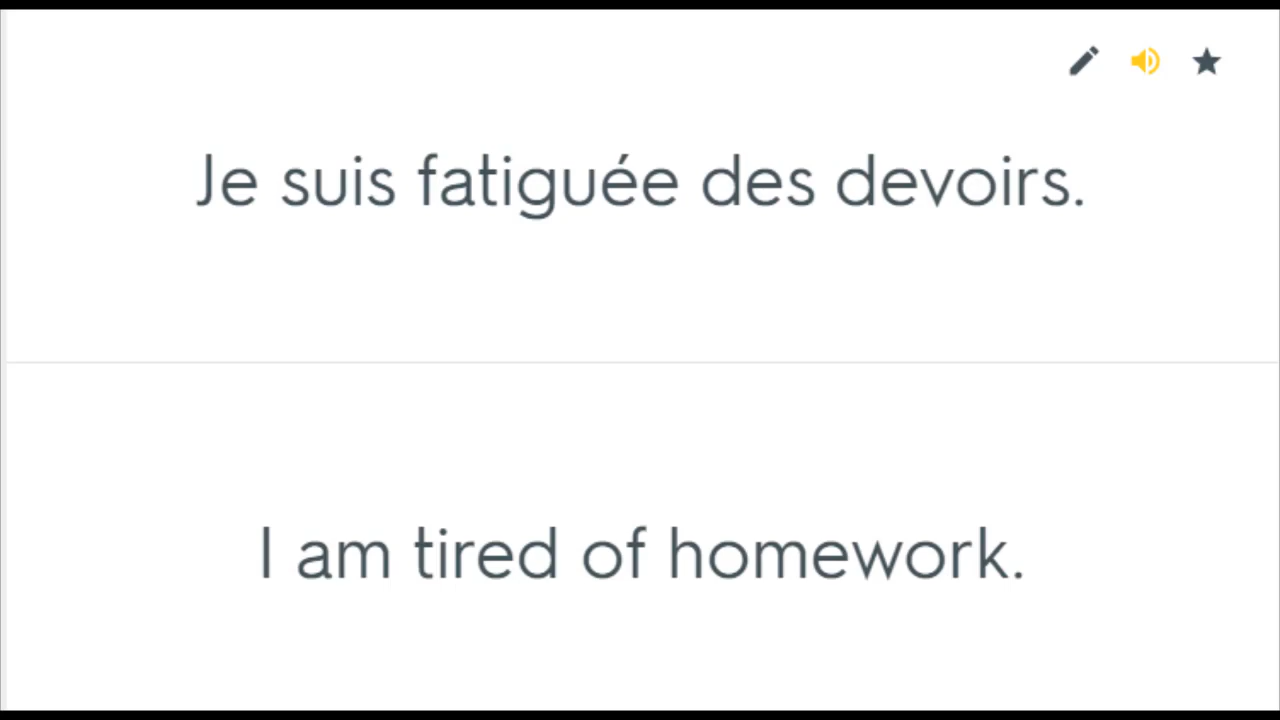 Je suis fatiguée des devoirs.
I am tired of homework.